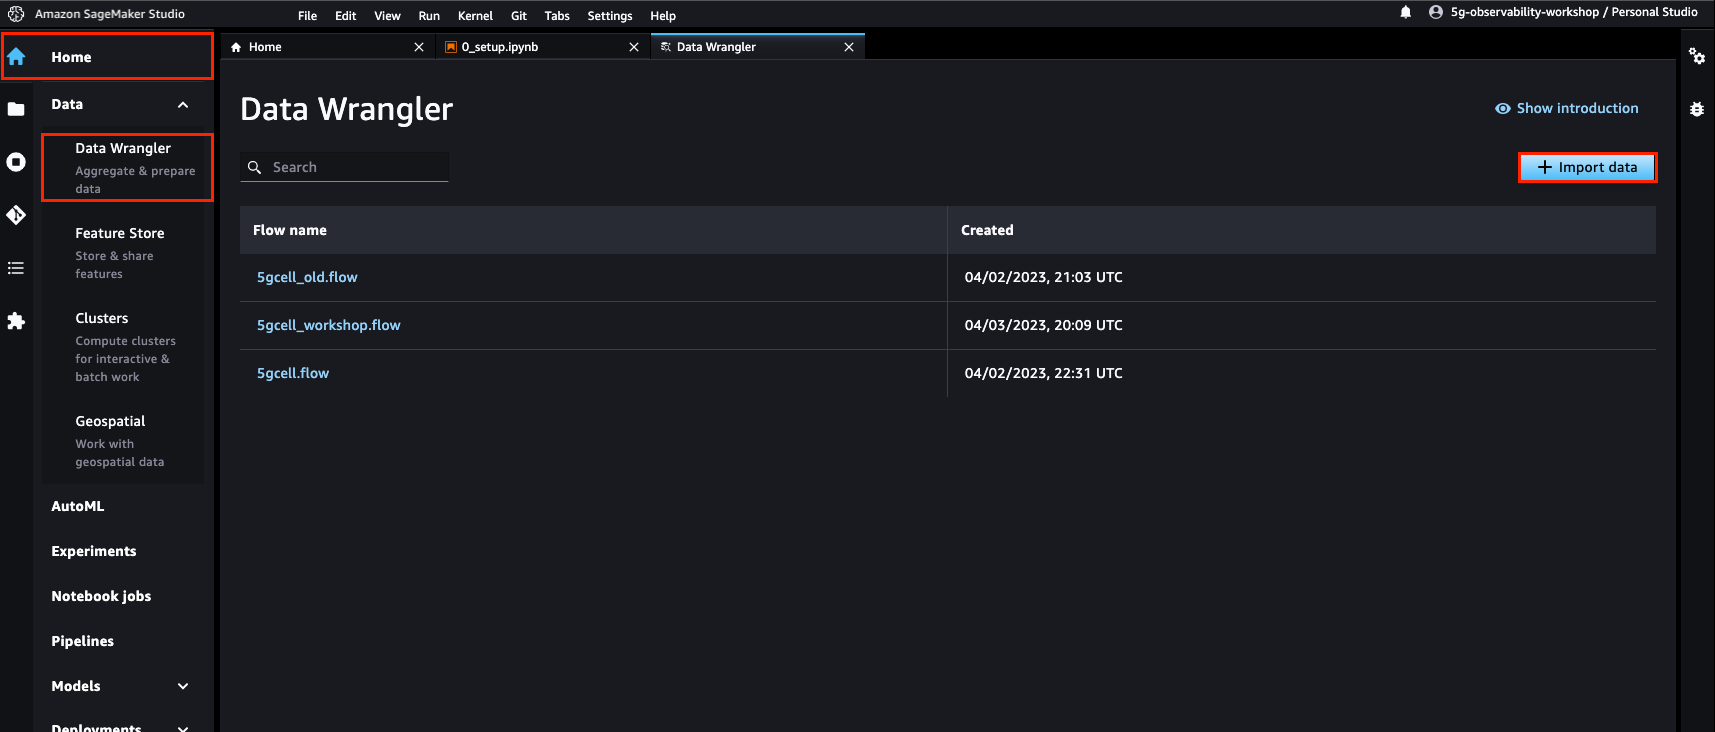 Amazon SageMaker Studio
File Edit View Run Kernel Git Tabs Settings Help
5g-observability-workshop / Personal Studio
Home
Data
Data Wrangler
Aggregate & prepare
data
Feature Store
Store & share
features
Clusters
Compute clusters
for interactive &
batch work
Geospatial
Work with
geospatial data
AutoML
Experiments
Notebook jobs
Pipelines
Models
Deployments
Home
0_setup.ipynb
Data Wrangler
Data Wrangler
Show introduction
Search
Import data
Flow name Created
5gcell_old.flow 04/02/2023, 21:03 UTC
5gcell_workshop.flow 04/03/2023, 20:09 UTC
5gcell.flow 04/02/2023, 22:31 UTC